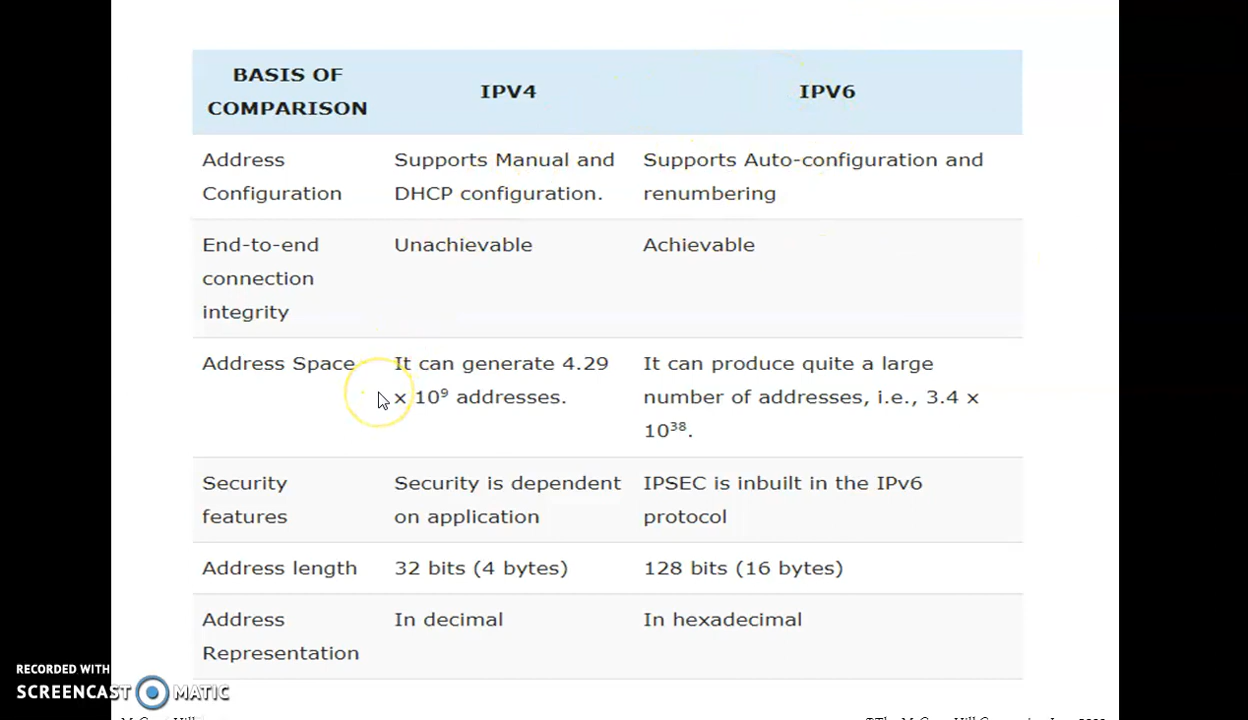 BASIS OF
COMPARISON
IPV4
IPV6
Address
Configuration
Supports Manual and
DHCP configuration.
Supports Auto-configuration and
renumbering
End-to-end
connection
integrity
Unachievable
Achievable
Address Space
It can generate 4.29
x 10⁹ addresses.
It can produce quite a large
number of addresses, i.e., 3.4 x
10³⁸.
Security
features
Security is dependent
on application
IPSEC is inbuilt in the IPv6
protocol
Address length
32 bits (4 bytes)
128 bits (16 bytes)
Address
Representation
In decimal
In hexadecimal
RECORDED WITH
SCREENCAST MATIC